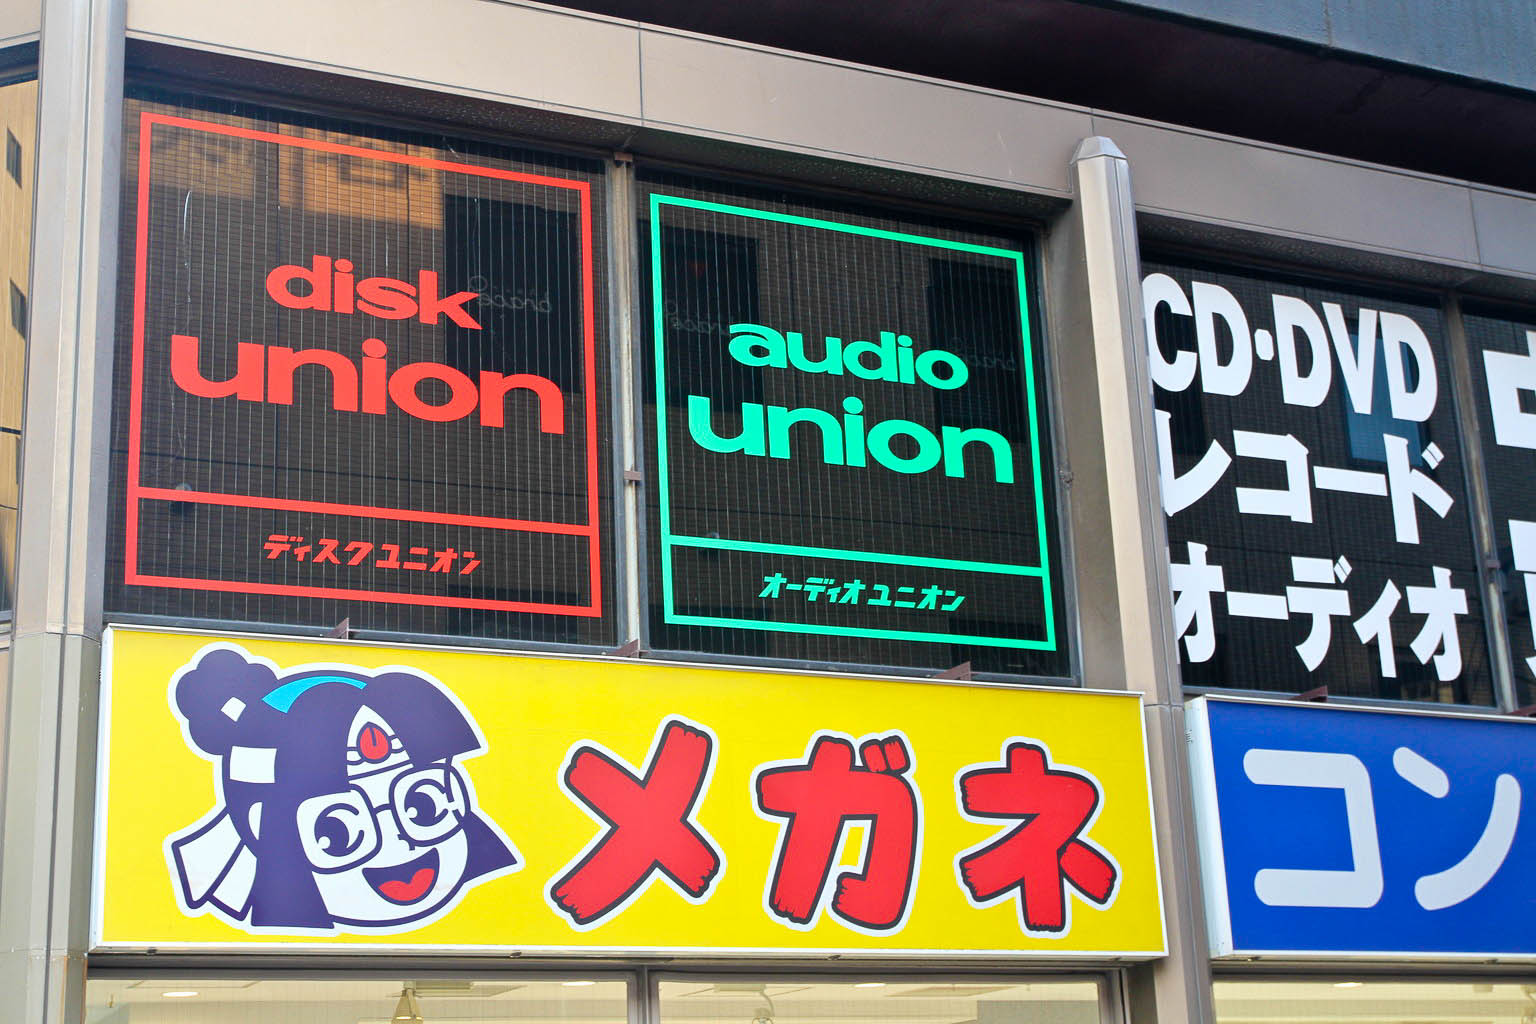 disk
union
ディスクユニオン
audio
union
オーディオユニオン
CD・DVD
レコード
オーディオ
メガネ
コン